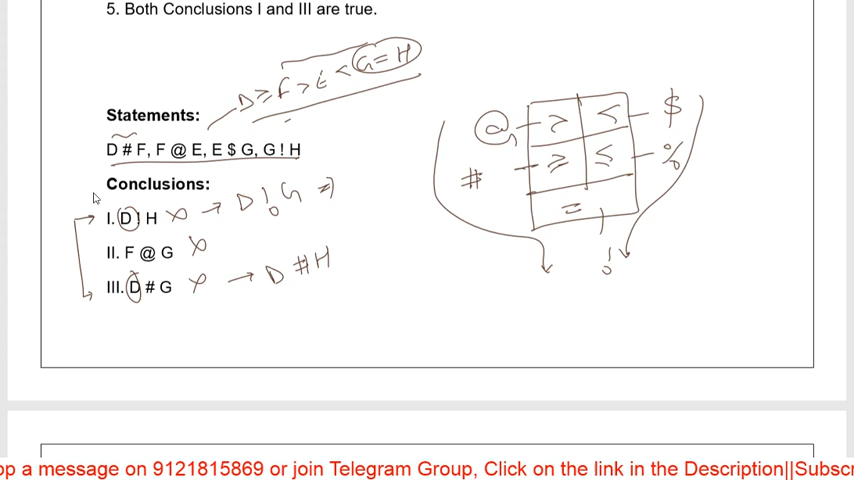 5. Both Conclusions I and III are true.
D ≥ F > E < G = H
Statements:
D # F, F @ E, E $ G, G ! H
Conclusions:
I. D ! H × → D ! G ⇒
II. F @ G ×
III. D # G × → D # H
@ > < $
# ≥ ≤ %
=
!
op a message on 9121815869 or join Telegram Group, Click on the link in the Description||Subscr